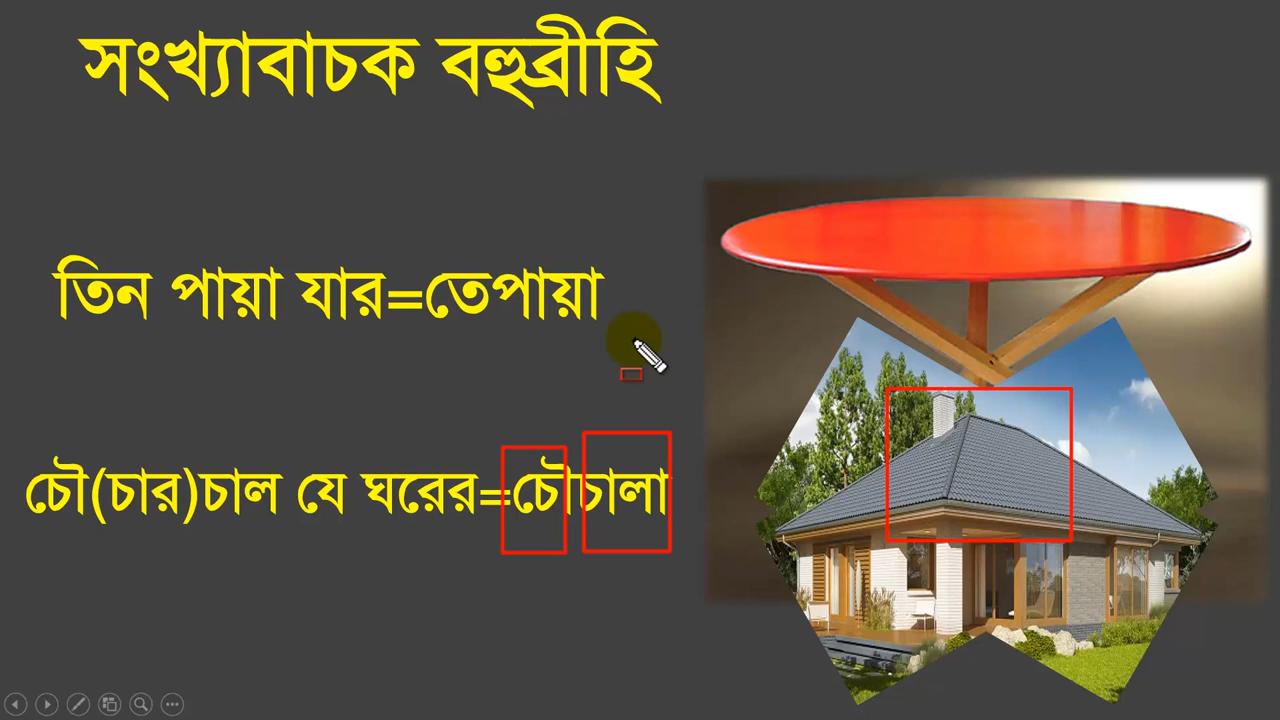 সংখ্যাবাচক বহুব্রীহি
তিন পায়া যার=তেপায়া
চৌ(চার)চাল যে ঘরের=চৌচালা